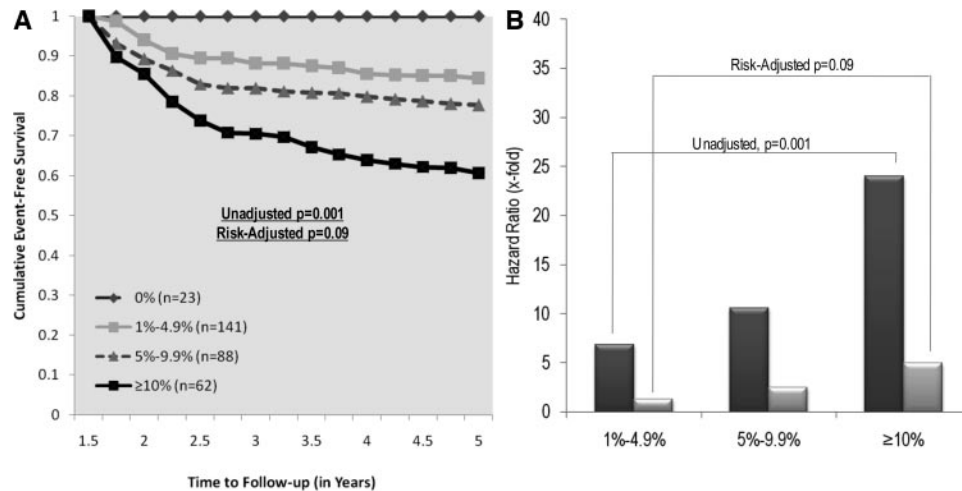 A
1
0.9
0.8
0.7
0.6
0.5
0.4
0.3
0.2
0.1
0
Cumulative Event-Free Survival
Unadjusted p=0.001
Risk-Adjusted p=0.09
0% (n=23)
1%-4.9% (n=141)
5%-9.9% (n=88)
≥10% (n=62)
1.5 2 2.5 3 3.5 4 4.5 5
Time to Follow-up (in Years)
B
40
35
30
25
20
15
10
5
0
Hazard Ratio (x-fold)
Risk-Adjusted p=0.09
Unadjusted, p=0.001
1%-4.9% 5%-9.9% ≥10%